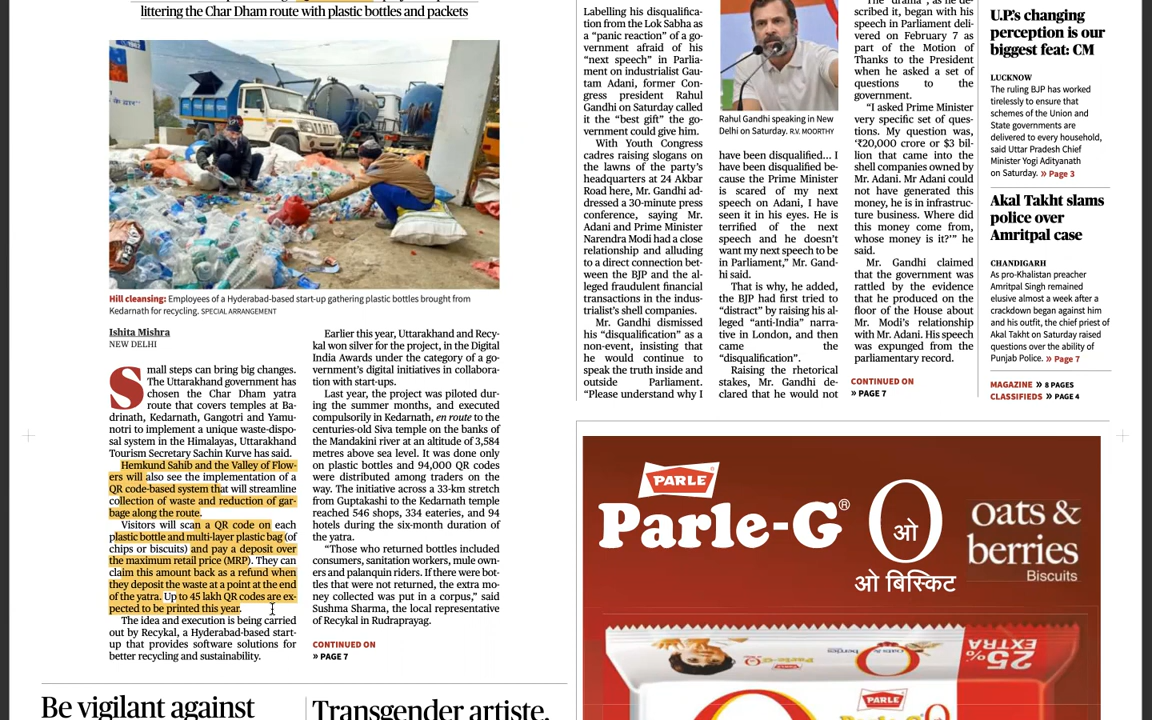 littering the Char Dham route with plastic bottles and packets
Hill cleansing: Employees of a Hyderabad-based start-up gathering plastic bottles brought from
Kedarnath for recycling. SPECIAL ARRANGEMENT
Ishita Mishra
NEW DELHI
Small steps can bring big changes.
The Uttarakhand government has
chosen the Char Dham yatra
route that covers temples at Ba-
drinath, Kedarnath, Gangotri and Yamu-
notri to implement a unique waste-dispo-
sal system in the Himalayas, Uttarakhand
Tourism Secretary Sachin Kurve has said.
Hemkund Sahib and the Valley of Flow-
ers will also see the implementation of a
QR code-based system that will streamline
collection of waste and reduction of gar-
bage along the route.
Visitors will scan a QR code on each
plastic bottle and multi-layer plastic bag (of
chips or biscuits) and pay a deposit over
the maximum retail price (MRP). They can
claim this amount back as a refund when
they deposit the waste at a point at the end
of the yatra. Up to 45 lakh QR codes are ex-
pected to be printed this year.
The idea and execution is being carried
out by Recykal, a Hyderabad-based start-
up that provides software solutions for
better recycling and sustainability.
Earlier this year, Uttarakhand and Recy-
kal won silver for the project, in the Digital
India Awards under the category of a go-
vernment's digital initiatives in collabora-
tion with start-ups.
Last year, the project was piloted dur-
ing the summer months, and executed
compulsorily in Kedarnath, en route to the
centuries-old Siva temple on the banks of
the Mandakini river at an altitude of 3,584
metres above sea level. It was done only
on plastic bottles and 94,000 QR codes
were distributed among traders on the
way. The initiative across a 33-km stretch
from Guptakashi to the Kedarnath temple
reached 546 shops, 334 eateries, and 94
hotels during the six-month duration of
the yatra.
“Those who returned bottles included
consumers, sanitation workers, mule own-
ers and palanquin riders. If there were bot-
tles that were not returned, the extra mo-
ney collected was put in a corpus,” said
Sushma Sharma, the local representative
of Recykal in Rudraprayag.
CONTINUED ON
» PAGE 7
Be vigilant against
Transgender artiste,
Labelling his disqualifica-
tion from the Lok Sabha as
a “panic reaction” of a go-
vernment afraid of his
“next speech” in Parlia-
ment on industrialist Gau-
tam Adani, former Con-
gress president Rahul
Gandhi on Saturday called
it the “best gift” the go-
vernment could give him.
With Youth Congress
cadres raising slogans on
the lawns of the party's
headquarters at 24 Akbar
Road here, Mr. Gandhi ad-
dressed a 30-minute press
conference, saying Mr.
Adani and Prime Minister
Narendra Modi had a close
relationship and alluding
to a direct connection bet-
ween the BJP and the al-
leged fraudulent financial
transactions in the indus-
trialist's shell companies.
Mr. Gandhi dismissed
his “disqualification” as a
non-event, insisting that
he would continue to
speak the truth inside and
outside Parliament.
“Please understand why I
Rahul Gandhi speaking in New
Delhi on Saturday. R.V. MOORTHY
have been disqualified... I
have been disqualified be-
cause the Prime Minister
is scared of my next
speech on Adani, I have
seen it in his eyes. He is
terrified of the next
speech and he doesn't
want my next speech to be
in Parliament,” Mr. Gand-
hi said.
That is why, he added,
the BJP had first tried to
“distract” by raising his al-
leged “anti-India” narra-
tive in London, and then
came the
“disqualification”.
Raising the rhetorical
stakes, Mr. Gandhi de-
clared that he would not
The “drama”, as he de-
scribed it, began with his
speech in Parliament deli-
vered on February 7 as
part of the Motion of
Thanks to the President
when he asked a set of
questions to the
government.
“I asked Prime Minister
very specific set of ques-
tions. My question was,
‘₹20,000 crore or $3 bil-
lion that came into the
shell companies owned by
Mr. Adani. Mr. Adani could
not have generated this
money, he is in infrastruc-
ture business. Where did
this money come from,
whose money is it?’” he
said.
Mr. Gandhi claimed
that the government was
rattled by the evidence
that he produced on the
floor of the House about
Mr. Modi's relationship
with Mr. Adani. His speech
was expunged from the
parliamentary record.
CONTINUED ON
» PAGE 7
U.P.'s changing
perception is our
biggest feat: CM
LUCKNOW
The ruling BJP has worked
tirelessly to ensure that
schemes of the Union and
State governments are
delivered to every household,
said Uttar Pradesh Chief
Minister Yogi Adityanath
on Saturday. » Page 3
Akal Takht slams
police over
Amritpal case
CHANDIGARH
As pro-Khalistan preacher
Amritpal Singh remained
elusive almost a week after a
crackdown began against him
and his outfit, the chief priest of
Akal Takht on Saturday raised
questions over the ability of
Punjab Police. » Page 7
MAGAZINE » 8 PAGES
CLASSIFIEDS » PAGE 4
PARLE
Parle-G®
ओ
ओ बिस्किट
oats &
berries
Biscuits
25%
EXTRA
PARLE